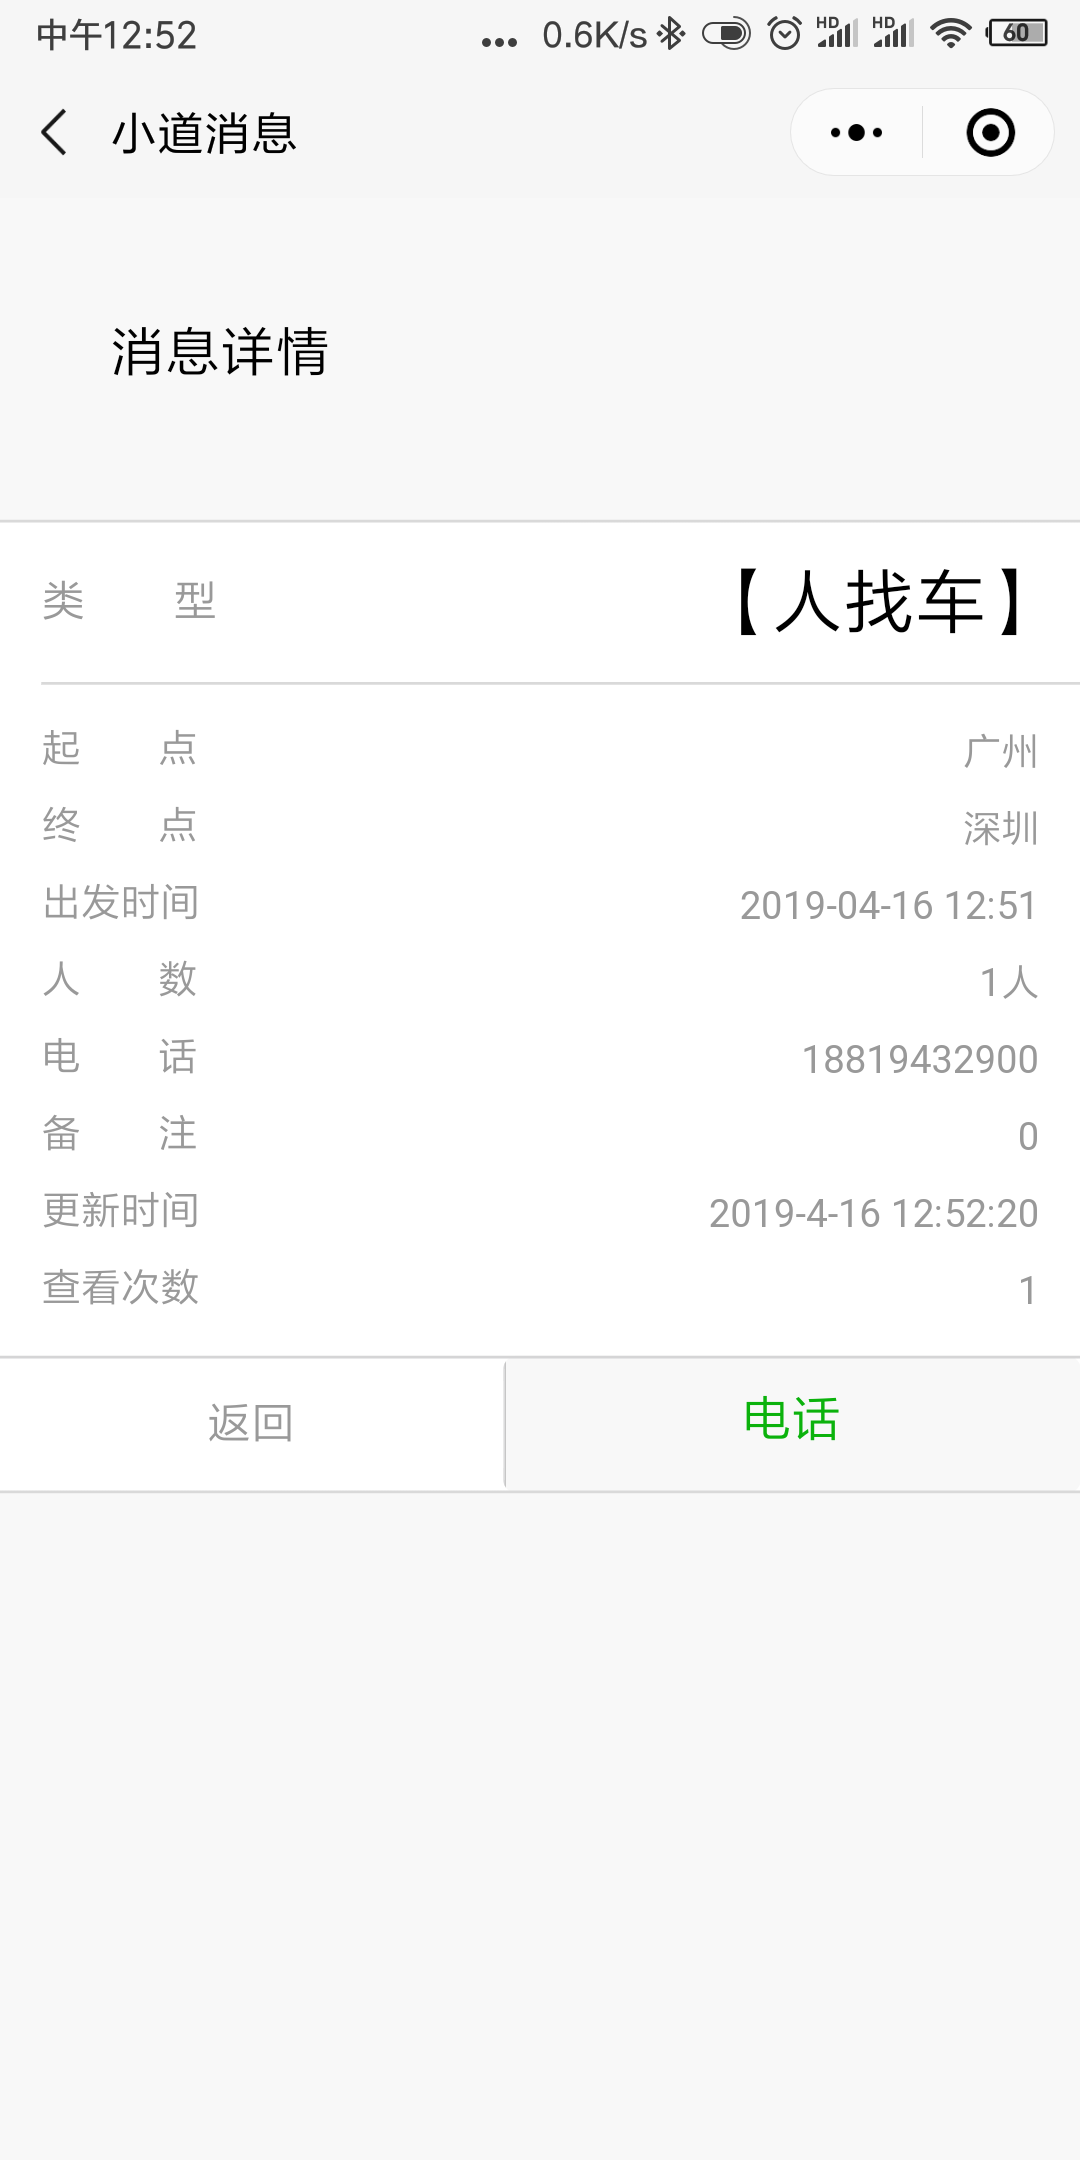 中午12:52 ... 0.6K/s HD HD 60
小道消息
消息详情
类 型 【人找车】
起 点 广州
终 点 深圳
出发时间 2019-04-16 12:51
人 数 1人
电 话 18819432900
备 注 0
更新时间 2019-4-16 12:52:20
查看次数 1
返回 电话